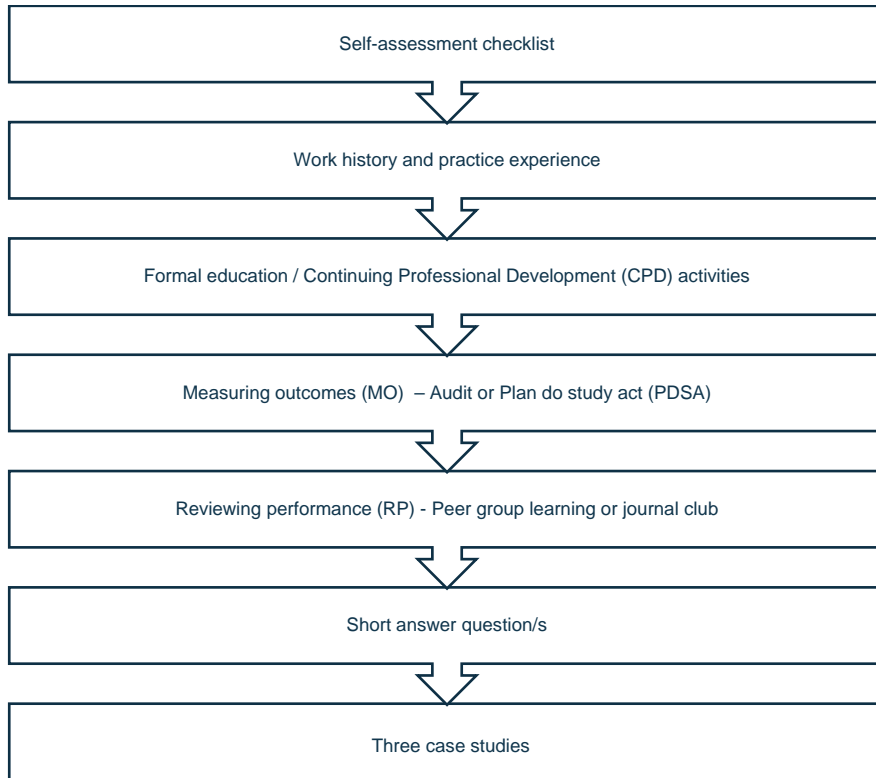 Self-assessment checklist
Work history and practice experience
Formal education / Continuing Professional Development (CPD) activities
Measuring outcomes (MO) – Audit or Plan do study act (PDSA)
Reviewing performance (RP) - Peer group learning or journal club
Short answer question/s
Three case studies